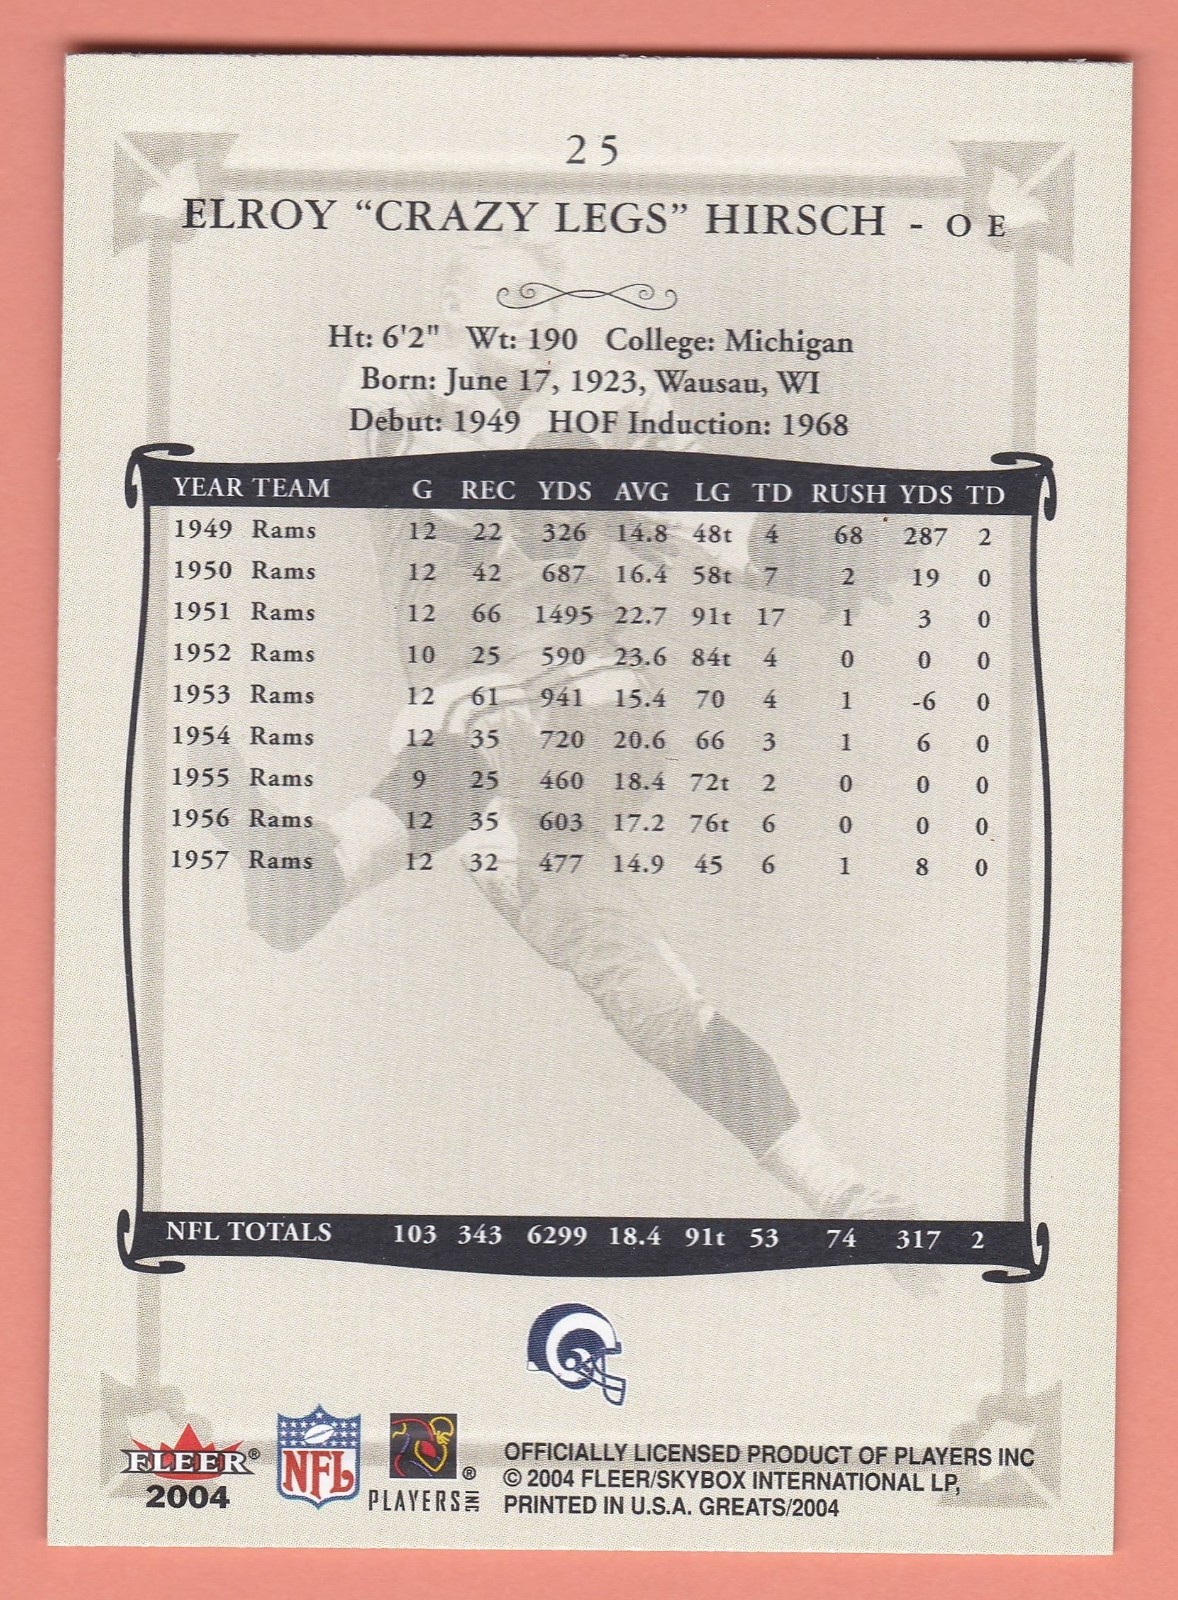 25
ELROY "CRAZY LEGS" HIRSCH - O E
Ht: 6'2" Wt: 190 College: Michigan
Born: June 17, 1923, Wausau, WI
Debut: 1949 HOF Induction: 1968
YEAR TEAM G REC YDS AVG LG TD RUSH YDS TD
1949 Rams 12 22 326 14.8 48t 4 68 287 2
1950 Rams 12 42 687 16.4 58t 7 2 19 0
1951 Rams 12 66 1495 22.7 91t 17 1 3 0
1952 Rams 10 25 590 23.6 84t 4 0 0 0
1953 Rams 12 61 941 15.4 70 4 1 -6 0
1954 Rams 12 35 720 20.6 66 3 1 6 0
1955 Rams 9 25 460 18.4 72t 2 0 0 0
1956 Rams 12 35 603 17.2 76t 6 0 0 0
1957 Rams 12 32 477 14.9 45 6 1 8 0
NFL TOTALS 103 343 6299 18.4 91t 53 74 317 2
FLEER®
2004
NFL
®
PLAYERS INC
OFFICIALLY LICENSED PRODUCT OF PLAYERS INC
© 2004 FLEER/SKYBOX INTERNATIONAL LP,
PRINTED IN U.S.A. GREATS/2004